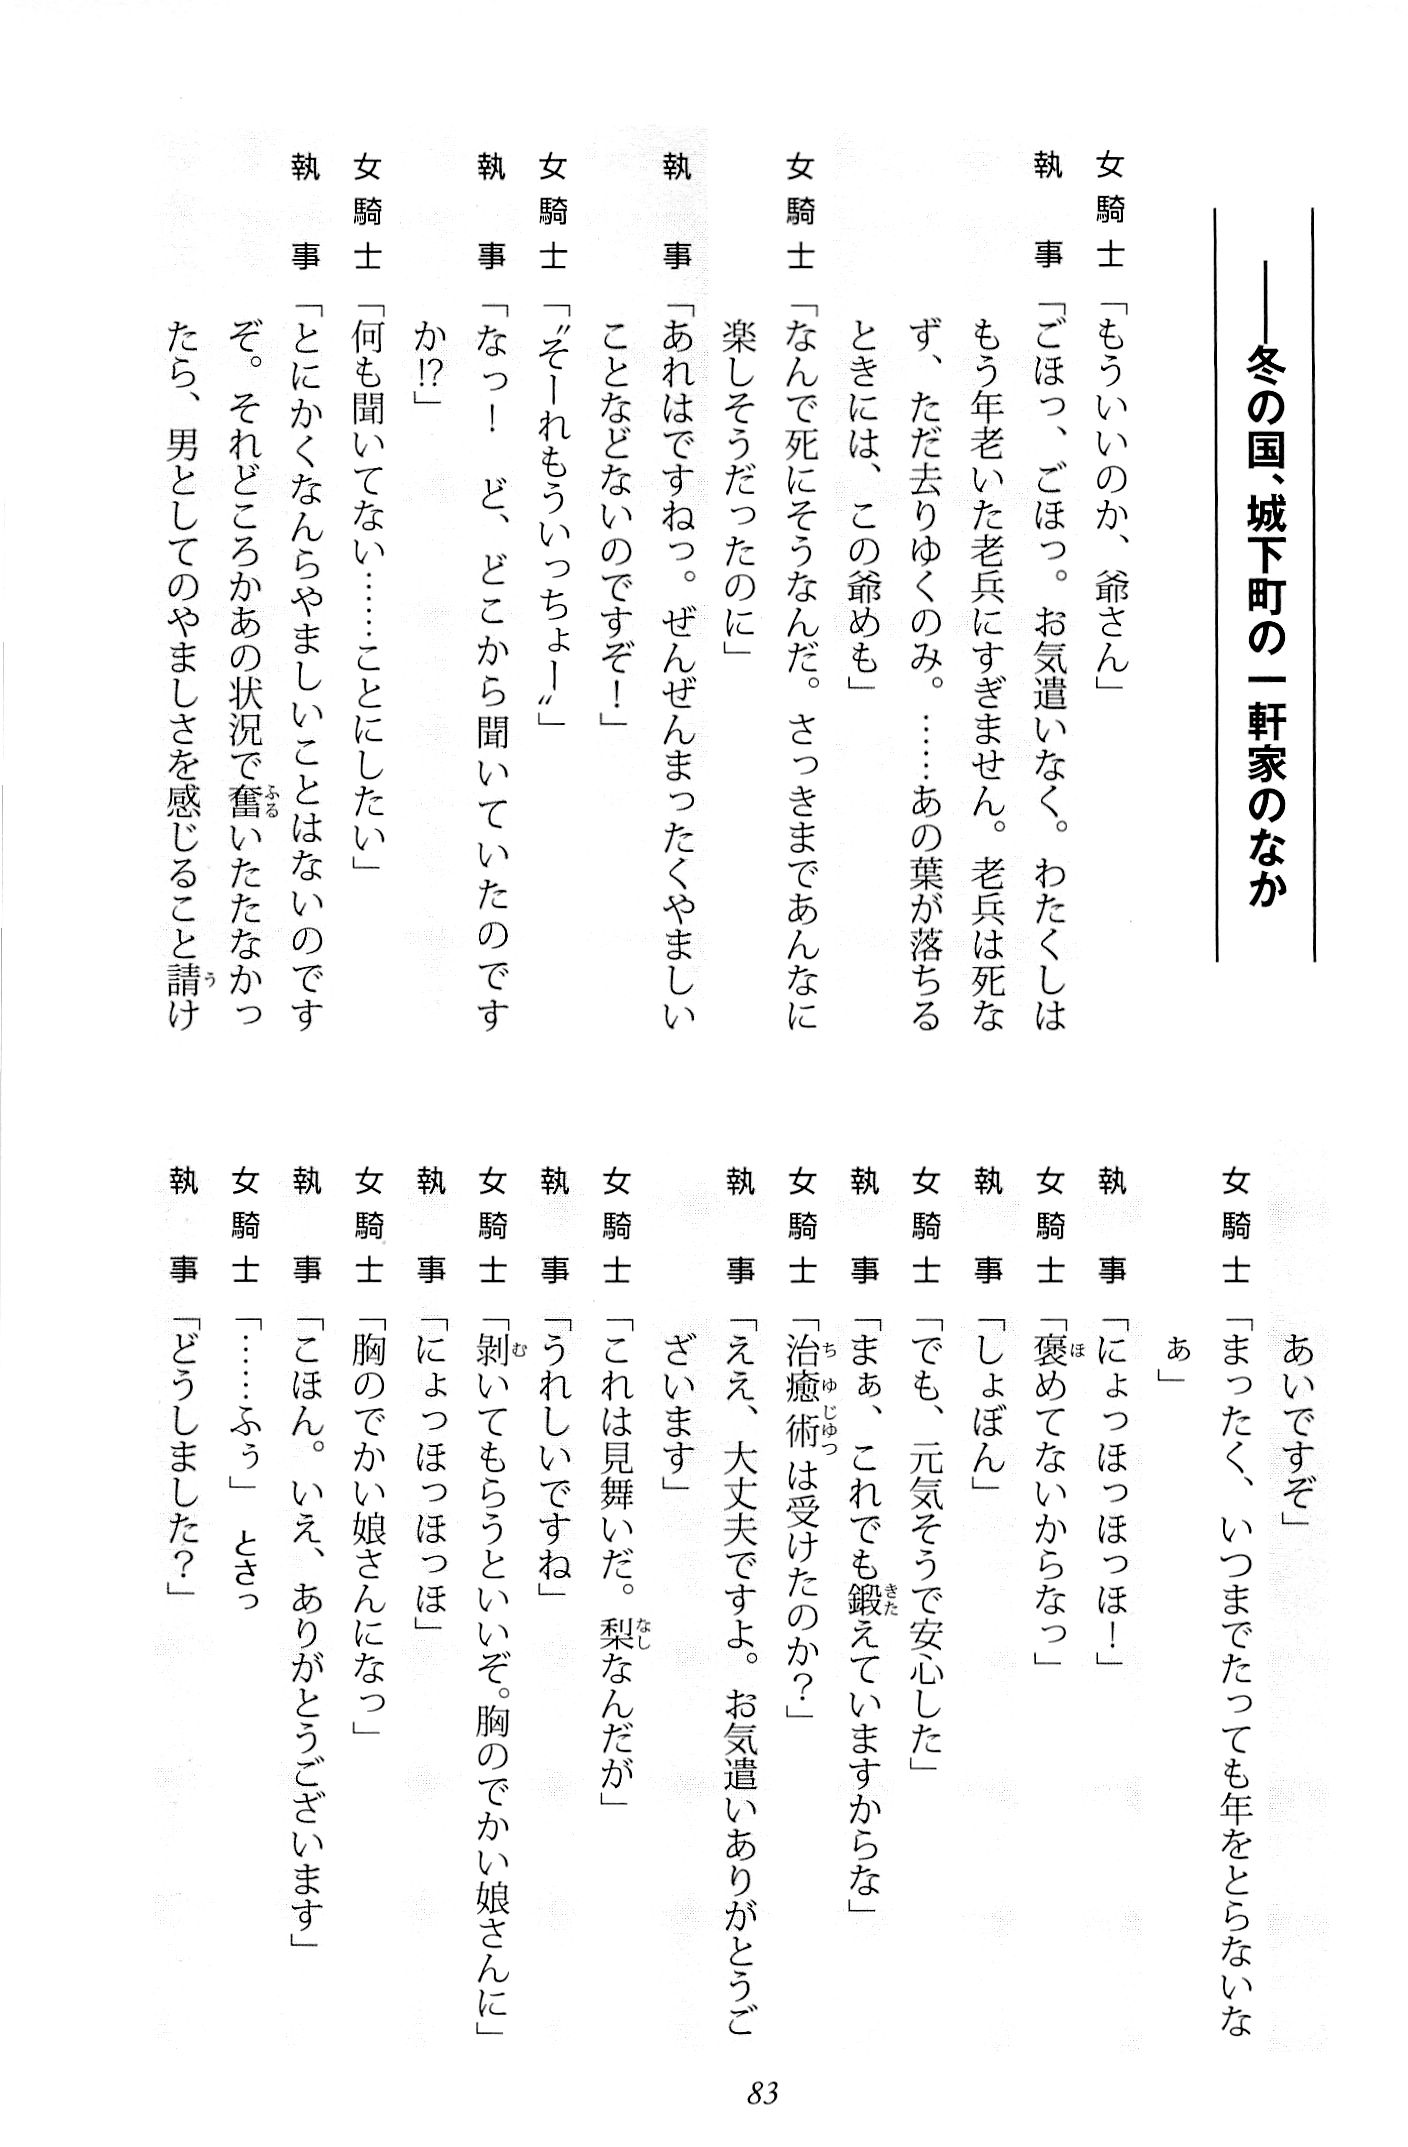 ――冬の国、城下町の一軒家のなか
女騎士「もういいのか、爺さん」
執　事「ごほっ、ごほっ。お気遣いなく。わたくしは
もう年老いた老兵にすぎません。老兵は死な
ず、ただ去りゆくのみ。……あの葉が落ちる
ときには、この爺めも」
女騎士「なんで死にそうなんだ。さっきまであんなに
楽しそうだったのに」
執　事「あれはですねっ。ぜんぜんまったくやましい
ことなどないのですぞ！」
女騎士「〝そーれもういっちょー〟」
執　事「なっ！　ど、どこから聞いていたのです
か!?」
女騎士「何も聞いてない……ことにしたい」
執　事「とにかくなんらやましいことはないのです
ぞ。それどころかあの状況で奮いたたなかっ
たら、男としてのやましさを感じること請け
あいですぞ」
女騎士「まったく、いつまでたっても年をとらないな
ぁ」
執　事「にょっほっほっほ！」
女騎士「褒めてないからなっ」
執　事「しょぼん」
女騎士「でも、元気そうで安心した」
執　事「まぁ、これでも鍛えていますからな」
女騎士「治癒術は受けたのか？」
執　事「ええ、大丈夫ですよ。お気遣いありがとうご
ざいます」
女騎士「これは見舞いだ。梨なんだが」
執　事「うれしいですね」
女騎士「剥いてもらうといいぞ。胸のでかい娘さんに」
執　事「にょっほっほっほ」
女騎士「胸のでかい娘さんになっ」
執　事「こほん。いえ、ありがとうございます」
女騎士「……ふぅ」　とさっ
執　事「どうしました？」
83